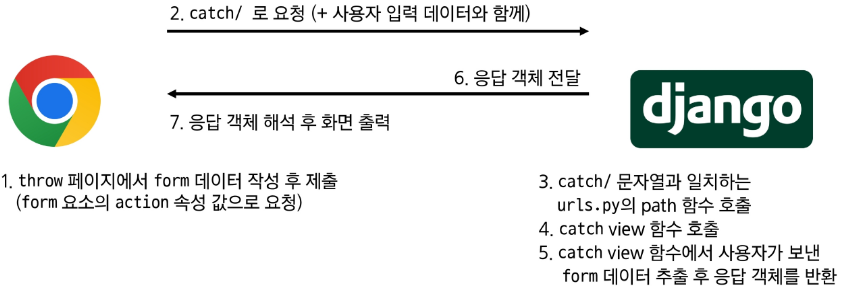 2. catch/ 로 요청 (+ 사용자 입력 데이터와 함께)
6. 응답 객체 전달
7. 응답 객체 해석 후 화면 출력
django
1. throw 페이지에서 form 데이터 작성 후 제출
(form 요소의 action 속성 값으로 요청)
3. catch/ 문자열과 일치하는
urls.py의 path 함수 호출
4. catch view 함수 호출
5. catch view 함수에서 사용자가 보낸
form 데이터 추출 후 응답 객체를 반환